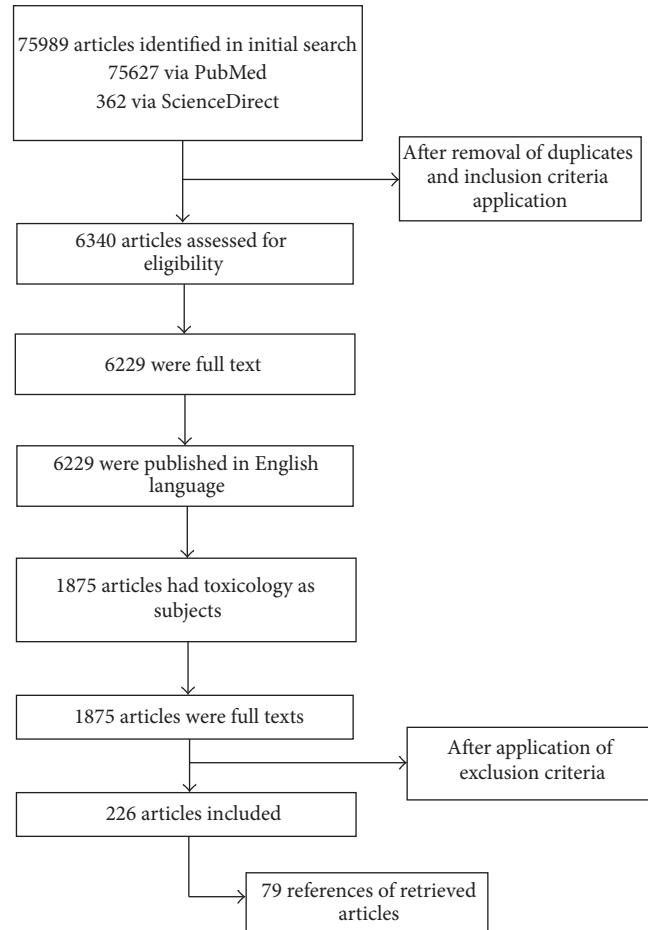 75989 articles identified in initial search
75627 via PubMed
362 via ScienceDirect
After removal of duplicates
and inclusion criteria
application
6340 articles assessed for
eligibility
6229 were full text
6229 were published in English
language
1875 articles had toxicology as
subjects
1875 articles were full texts
After application of
exclusion criteria
226 articles included
79 references of retrieved
articles